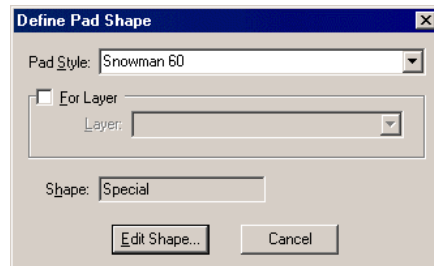 Define Pad Shape
Pad Style: Snowman 60
For Layer
Layer:
Shape: Special
Edit Shape... Cancel